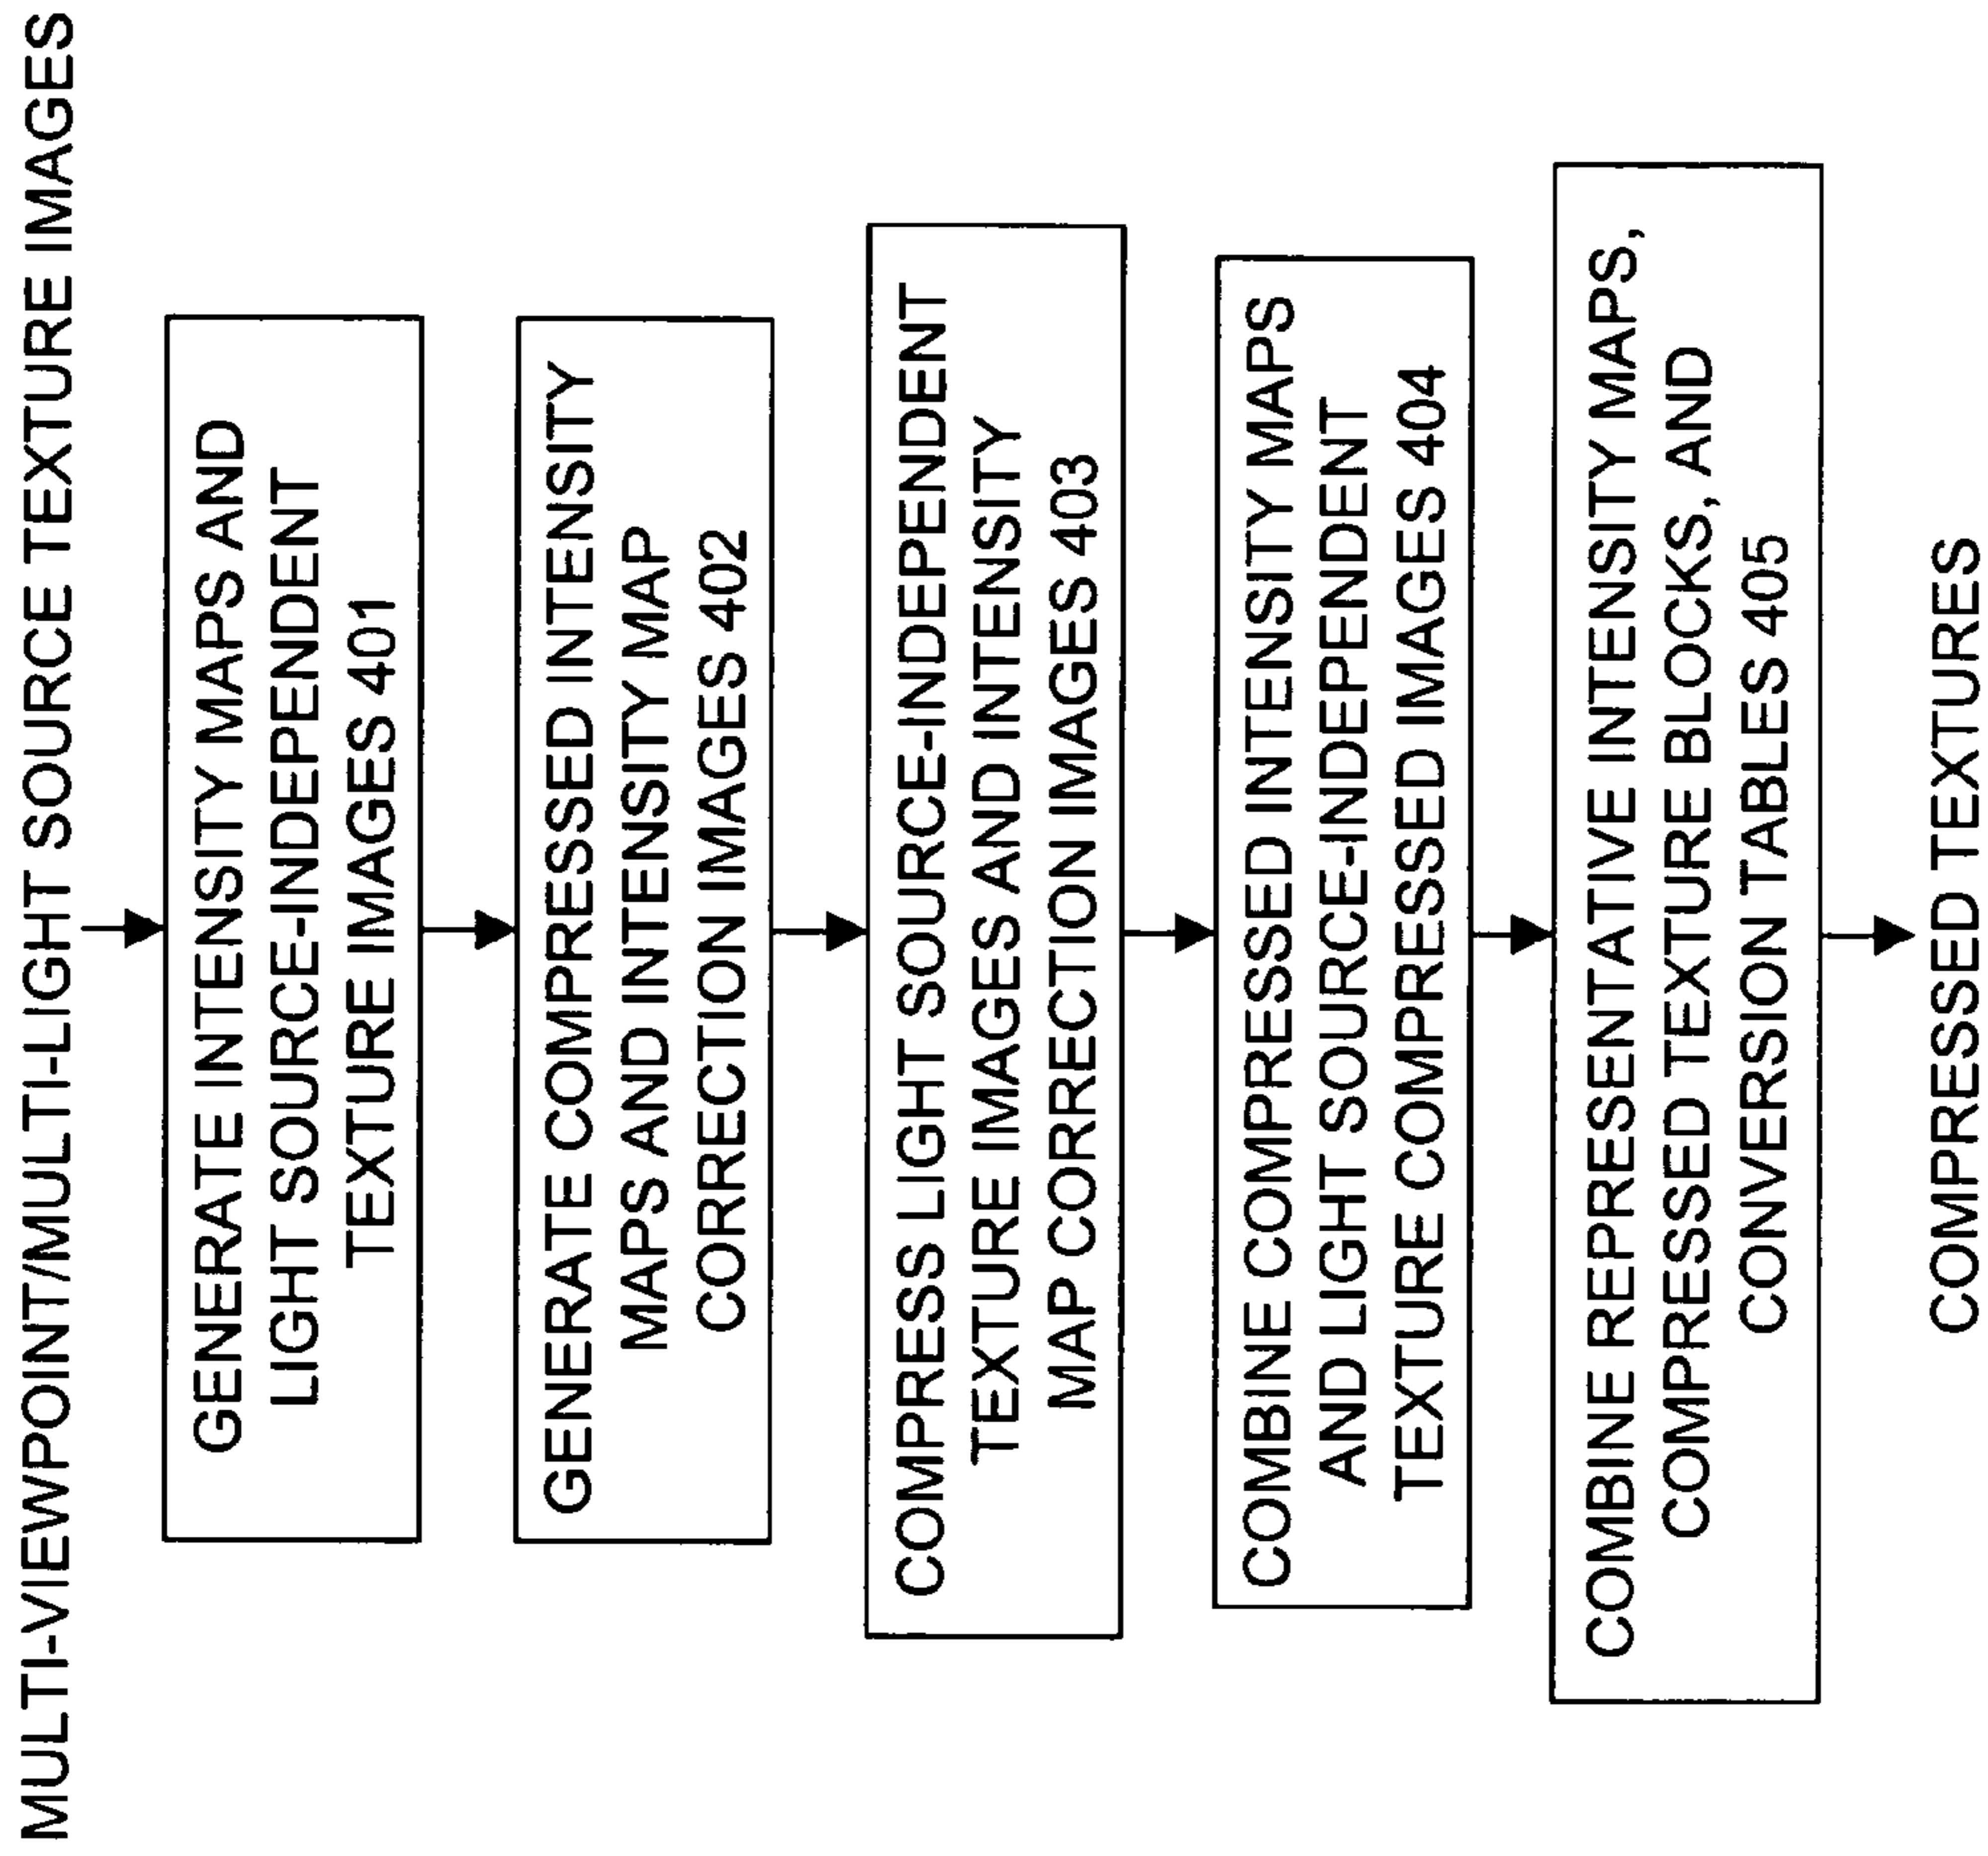 MULTI-VIEWPOINT/MULTI-LIGHT SOURCE TEXTURE IMAGES
GENERATE INTENSITY MAPS AND
LIGHT SOURCE-INDEPENDENT
TEXTURE IMAGES 401
GENERATE COMPRESSED INTENSITY
MAPS AND INTENSITY MAP
CORRECTION IMAGES 402
COMPRESS LIGHT SOURCE-INDEPENDENT
TEXTURE IMAGES AND INTENSITY
MAP CORRECTION IMAGES 403
COMBINE COMPRESSED INTENSITY MAPS
AND LIGHT SOURCE-INDEPENDENT
TEXTURE COMPRESSED IMAGES 404
COMBINE REPRESENTATIVE INTENSITY MAPS,
COMPRESSED TEXTURE BLOCKS, AND
CONVERSION TABLES 405
COMPRESSED TEXTURES